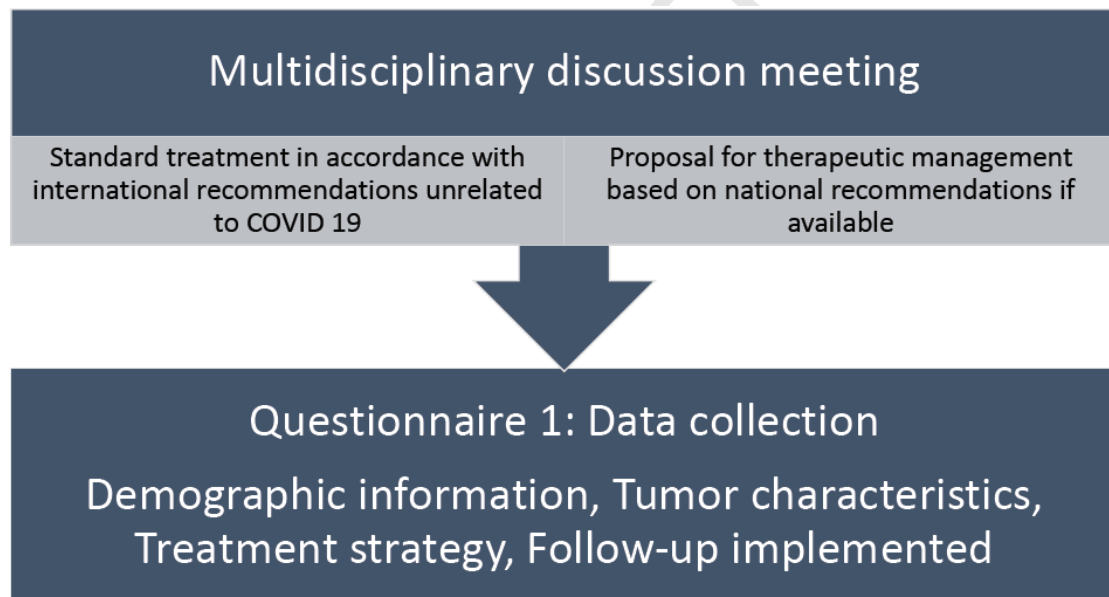 Multidisciplinary discussion meeting
Standard treatment in accordance with
international recommendations unrelated
to COVID 19
Proposal for therapeutic management
based on national recommendations if
available
Questionnaire 1: Data collection
Demographic information, Tumor characteristics,
Treatment strategy, Follow-up implemented